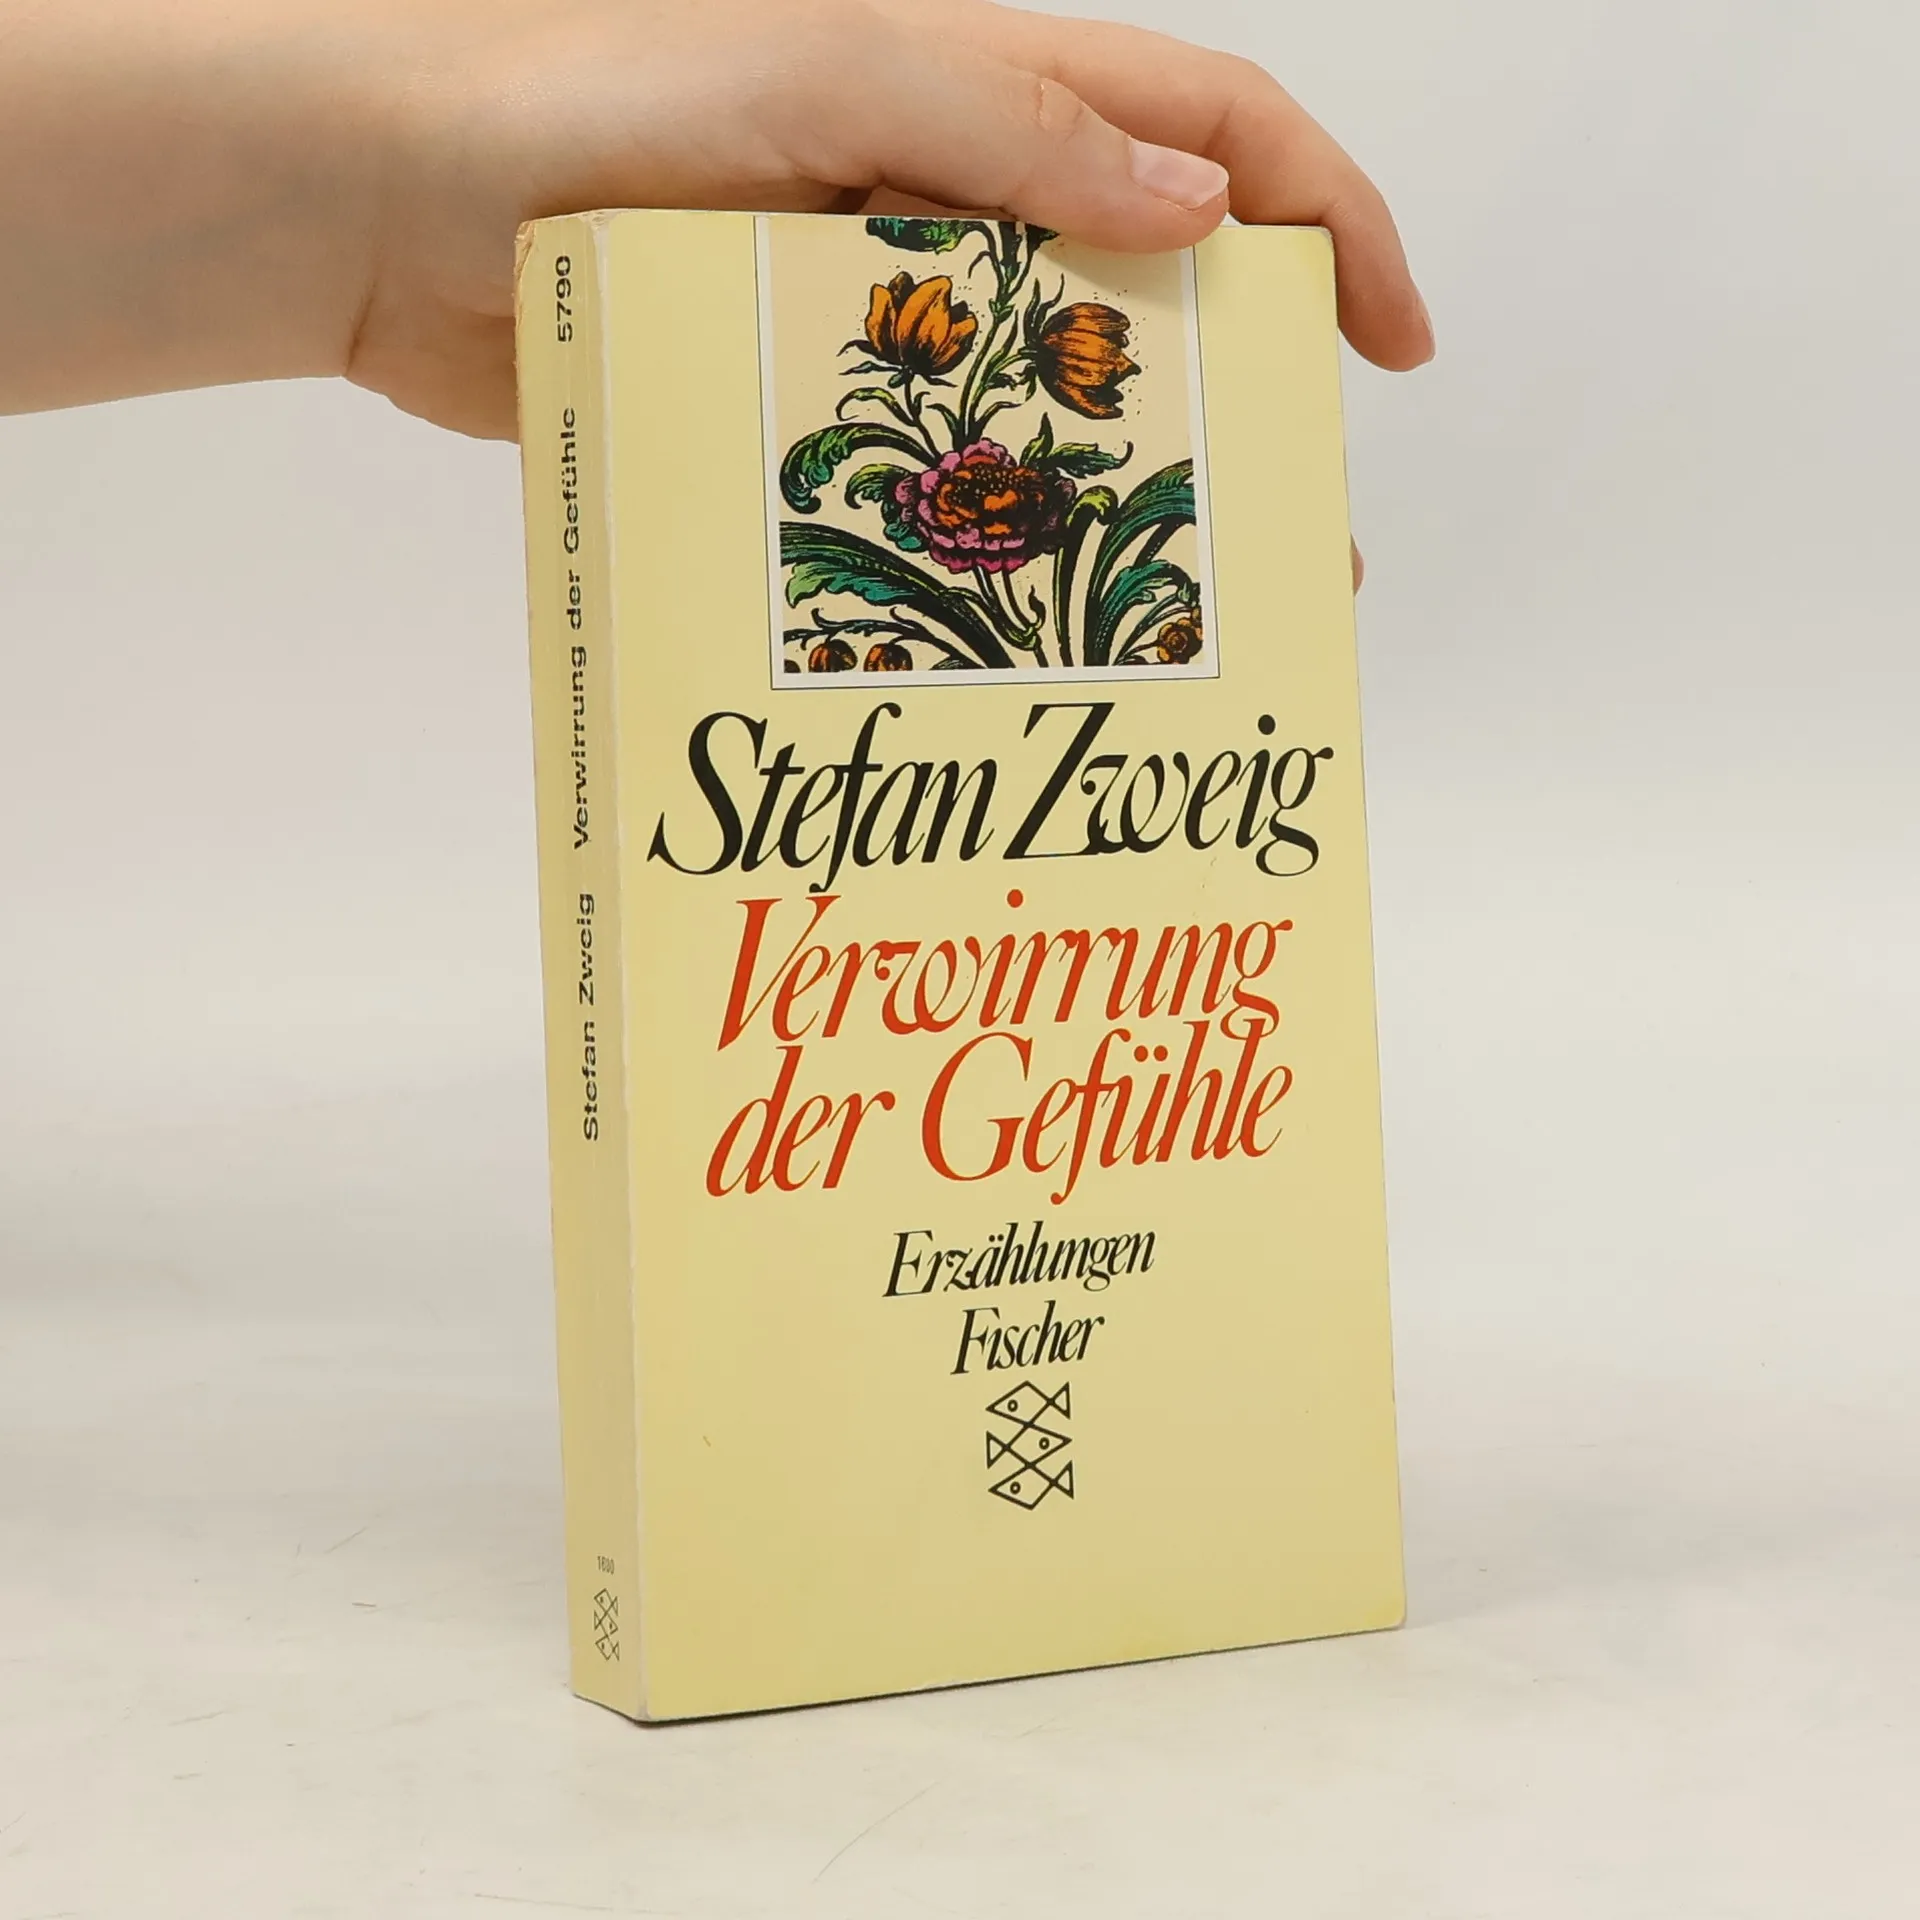 Stefan Zweig
Verwirrung
der Gefühle
Erzählungen
Fischer
Stefan Zweig Verwirrung der Gefühle 5790